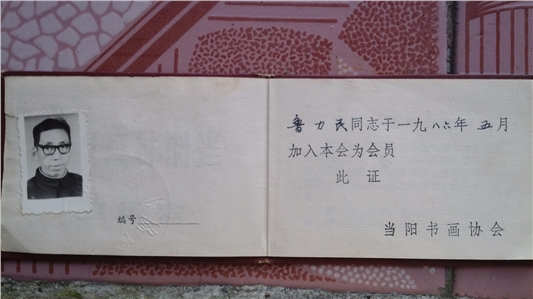 编号
鲁力民同志于一九八六年五月
加入本会为会员
此证
当阳书画协会